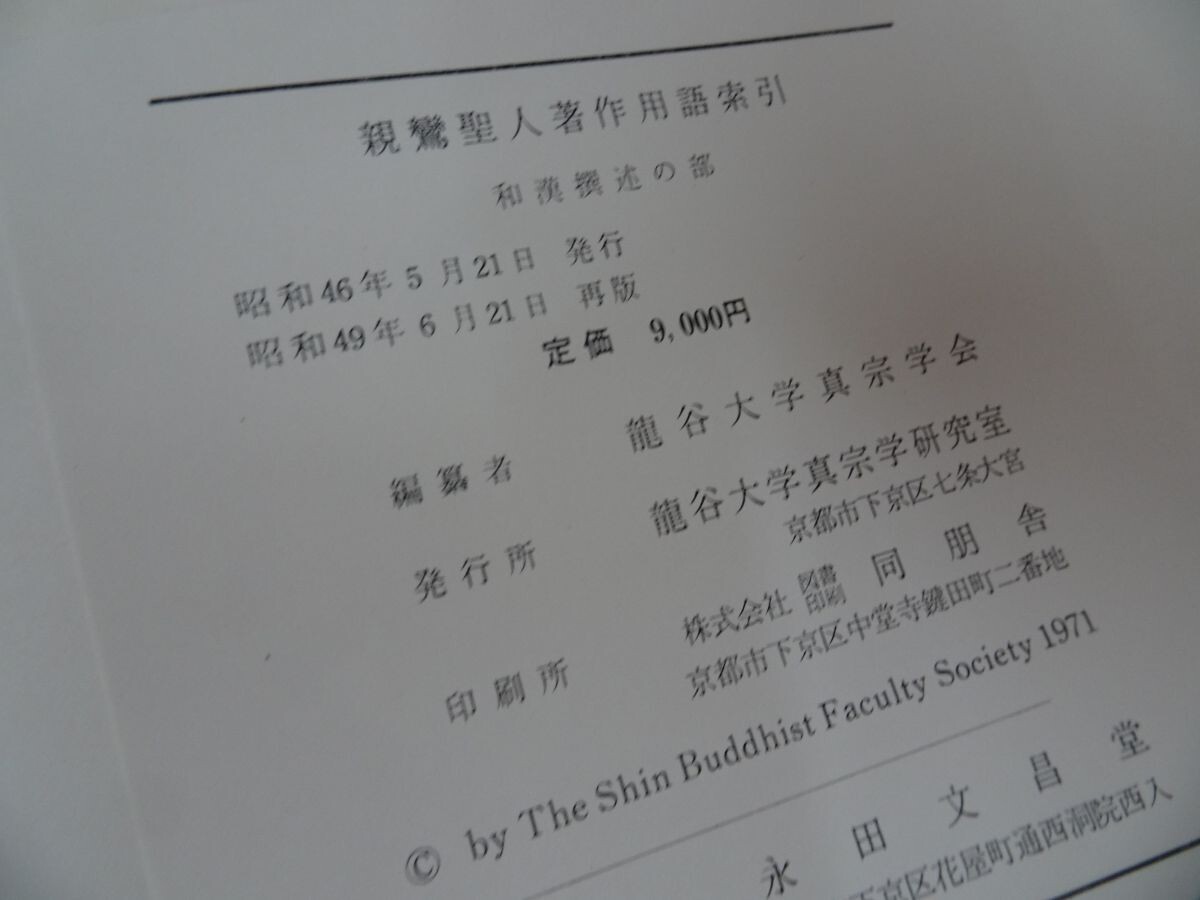 親鸞聖人著作用語索引
和漢撰述の部
昭和46年5月21日 発行
昭和49年6月21日 再版
定価 9,000円
編纂者 龍谷大学真宗学会
発行所 龍谷大学真宗学研究室
京都市下京区七条大宮
印刷所 株式会社 図書印刷 同朋舎
京都市下京区中堂寺鍵田町二番地
© by The Shin Buddhist Faculty Society 1971
永田文昌堂
下京区花屋町通西洞院西入